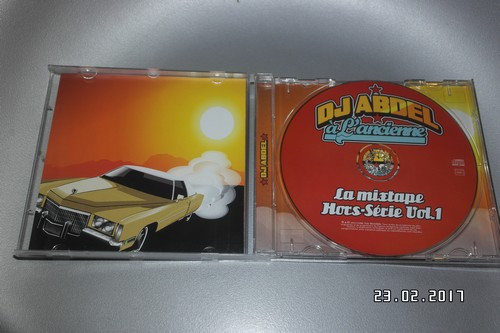 DJ ABDEL
DJ ABDEL
à L'ancienne
La mixtape
Hors-Série Vol.1
23.02.2017